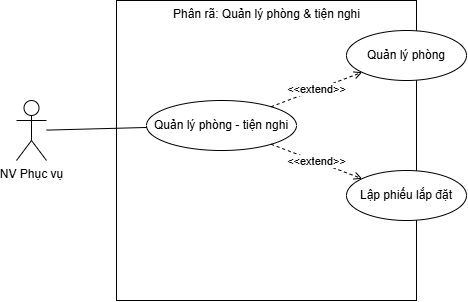 Phân rã: Quản lý phòng & tiện nghi
Quản lý phòng
<<extend>>
Quản lý phòng - tiện nghi
<<extend>>
NV Phục vụ
Lập phiếu lắp đặt